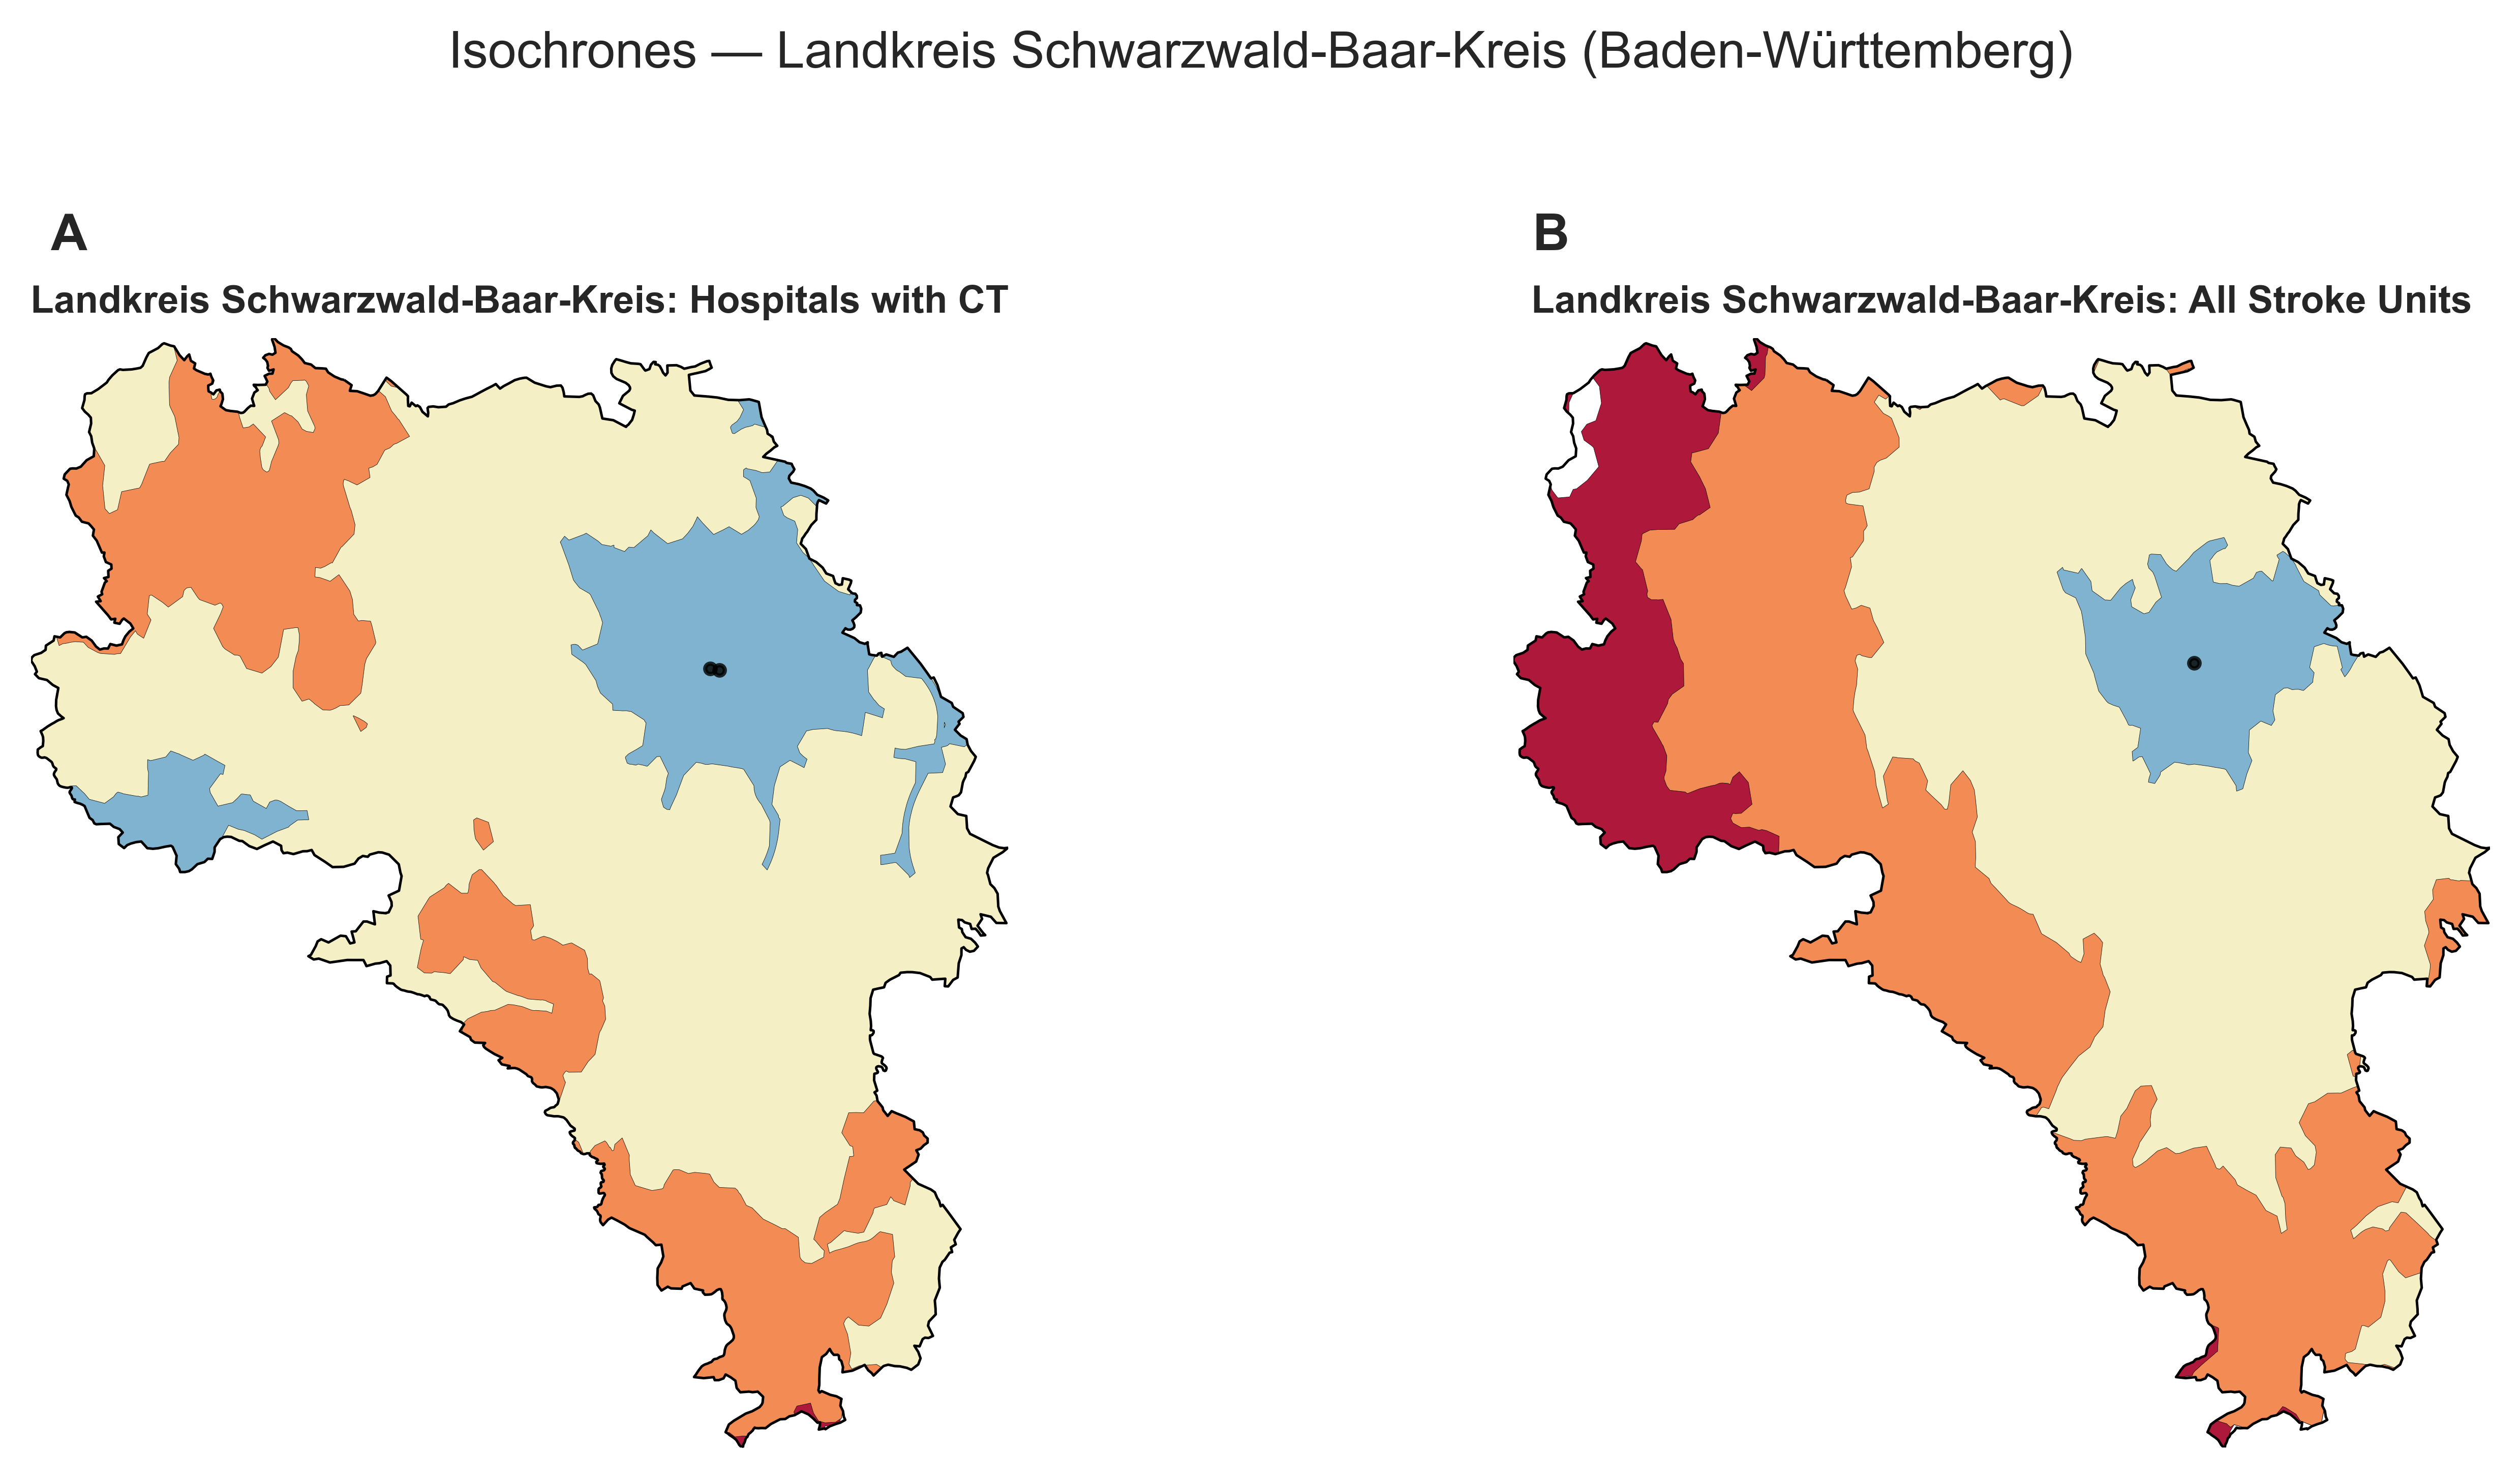 Isochrones — Landkreis Schwarzwald-Baar-Kreis (Baden-Württemberg)
A
Landkreis Schwarzwald-Baar-Kreis: Hospitals with CT
B
Landkreis Schwarzwald-Baar-Kreis: All Stroke Units